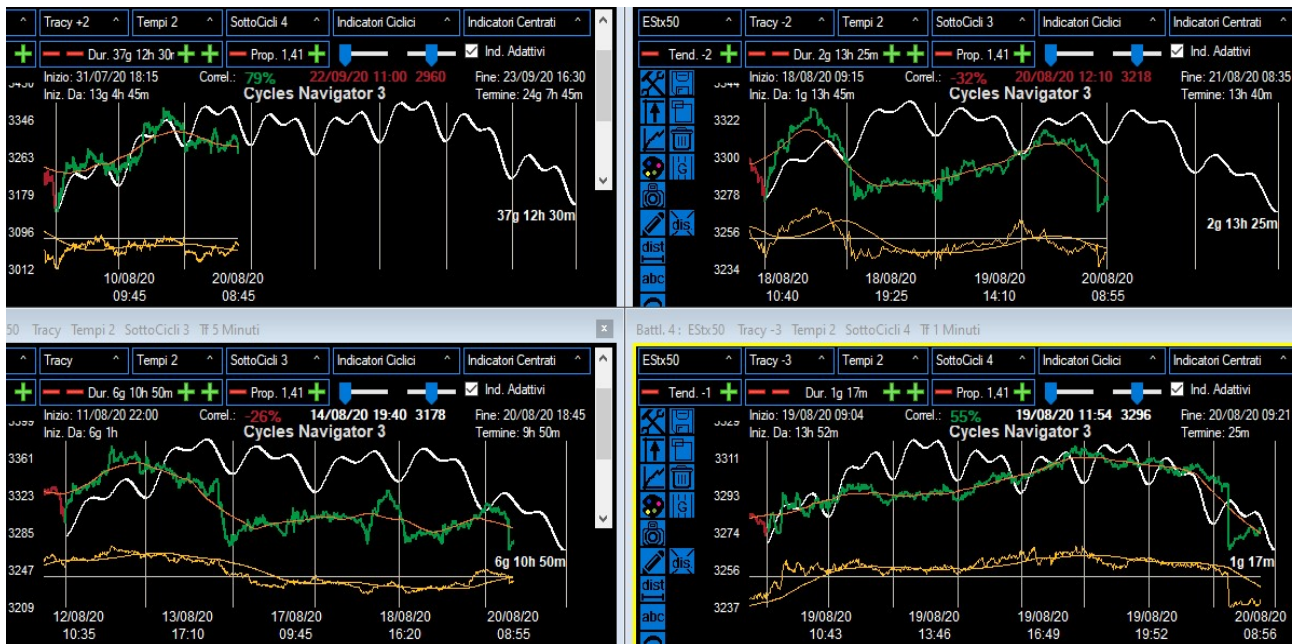 Tracy +2 ^ Tempi 2 ^ SottoCicli 4 ^ Indicatori Ciclici ^ Indicatori Centrati ^
Dur. 37g 12h 30r Prop. 1,41 Ind. Adattivi
Inizio: 31/07/20 18:15 Correl.: 79% 22/09/20 11:00 2960 Fine: 23/09/20 16:30
Iniz. Da: 13g 4h 45m Cycles Navigator 3 Termine: 24g 7h 45m
3346
3263
3179
37g 12h 30m
3096
3012
10/08/20 20/08/20
09:45 08:45
EStx50 ^ Tracy -2 ^ Tempi 2 ^ SottoCicli 3 ^ Indicatori Ciclici ^ Indicatori Centrati ^
Tend. -2 Dur. 2g 13h 25m Prop. 1,41 Ind. Adattivi
Inizio: 18/08/20 09:15 Correl.: -32% 20/08/20 12:10 3218 Fine: 21/08/20 08:35
Iniz. Da: 1g 13h 45m Cycles Navigator 3 Termine: 13h 40m
3344
3322
3300
G
3278
dis
2g 13h 25m
3256
dist
3234
abc
18/08/20 18/08/20 19/08/20 20/08/20
10:40 19:25 14:10 08:55
50 Tracy Tempi 2 SottoCicli 3 Tf 5 Minuti x
Tracy ^ Tempi 2 ^ SottoCicli 3 ^ Indicatori Ciclici ^ Indicatori Centrati ^
Dur. 6g 10h 50m Prop. 1,41 Ind. Adattivi
Inizio: 11/08/20 22:00 Correl.: -26% 14/08/20 19:40 3178 Fine: 20/08/20 18:45
Iniz. Da: 6g 1h Cycles Navigator 3 Termine: 9h 50m
3399
3361
3323
3285
6g 10h 50m
3247
3209
12/08/20 13/08/20 17/08/20 18/08/20 20/08/20
10:35 17:10 09:45 16:20 08:55
Battl. 4 : EStx50 Tracy -3 Tempi 2 SottoCicli 4 Tf 1 Minuti
EStx50 ^ Tracy -3 ^ Tempi 2 ^ SottoCicli 4 ^ Indicatori Ciclici ^ Indicatori Centrati ^
Tend. -1 Dur. 1g 17m Prop. 1,41 Ind. Adattivi
Inizio: 19/08/20 09:04 Correl.: 55% 19/08/20 11:54 3296 Fine: 20/08/20 09:21
Iniz. Da: 13h 52m Cycles Navigator 3 Termine: 25m
3329
3311
3293
G
3274
1g 17m
dis
3256
dist
3237
abc
19/08/20 19/08/20 19/08/20 19/08/20 20/08/20
10:43 13:46 16:49 19:52 08:56